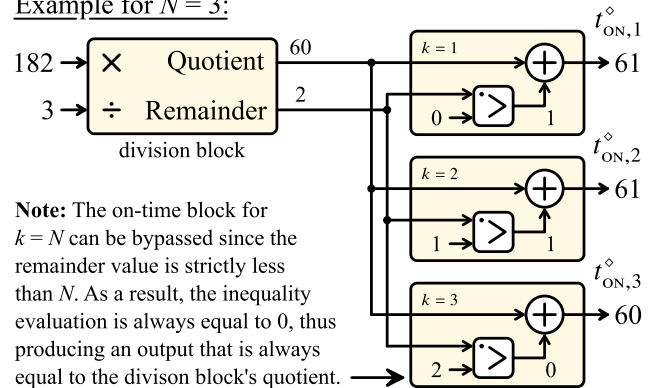 Example for N = 3:
182
× Quotient
60
3
÷ Remainder
2
division block
k = 1
+
t◇ON,1
61
0
>
1
k = 2
+
t◇ON,2
61
1
>
1
k = 3
+
t◇ON,3
60
2
>
0
Note: The on-time block for
k = N can be bypassed since the
remainder value is strictly less
than N. As a result, the inequality
evaluation is always equal to 0, thus
producing an output that is always
equal to the divison block's quotient.